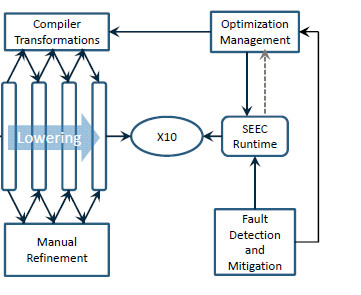 Compiler
Transformations
Optimization
Management
Lowering
X10
SEEC
Runtime
Manual
Refinement
Fault
Detection
and
Mitigation